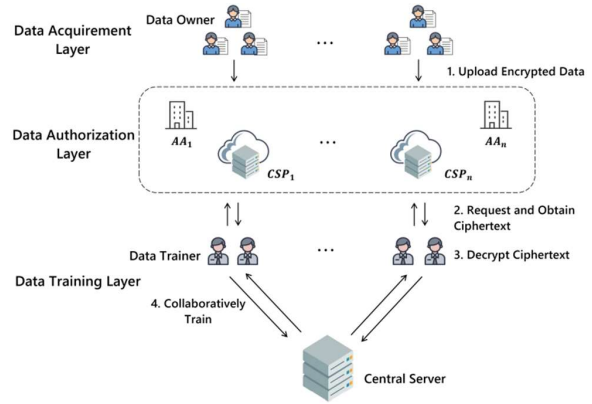 Data Owner
Data Acquirement
Layer
...
1. Upload Encrypted Data
AA1
AAn
Data Authorization
Layer
...
CSP1
CSPn
2. Request and Obtain
Ciphertext
Data Trainer
...
3. Decrypt Ciphertext
Data Training Layer
4. Collaboratively
Train
Central Server